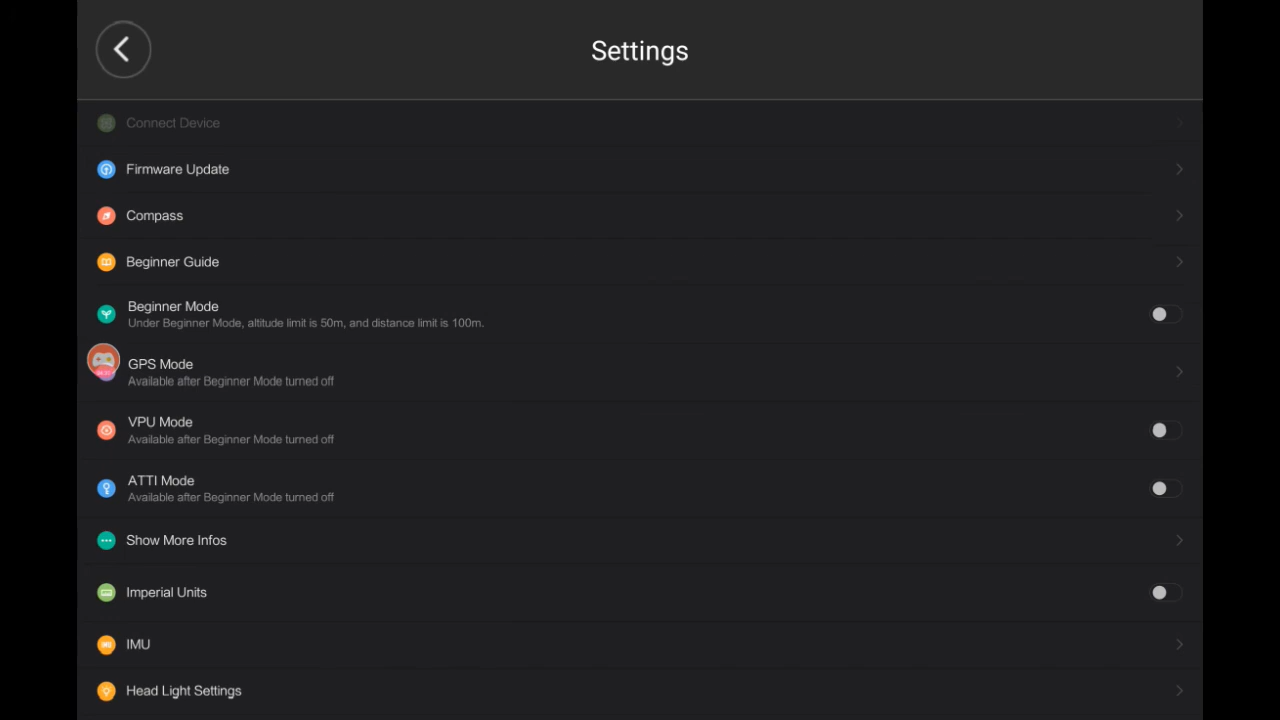 Settings
Connect Device
Firmware Update
Compass
Beginner Guide
Beginner Mode
Under Beginner Mode, altitude limit is 50m, and distance limit is 100m.
GPS Mode
Available after Beginner Mode turned off
VPU Mode
Available after Beginner Mode turned off
ATTI Mode
Available after Beginner Mode turned off
Show More Infos
Imperial Units
IMU
Head Light Settings